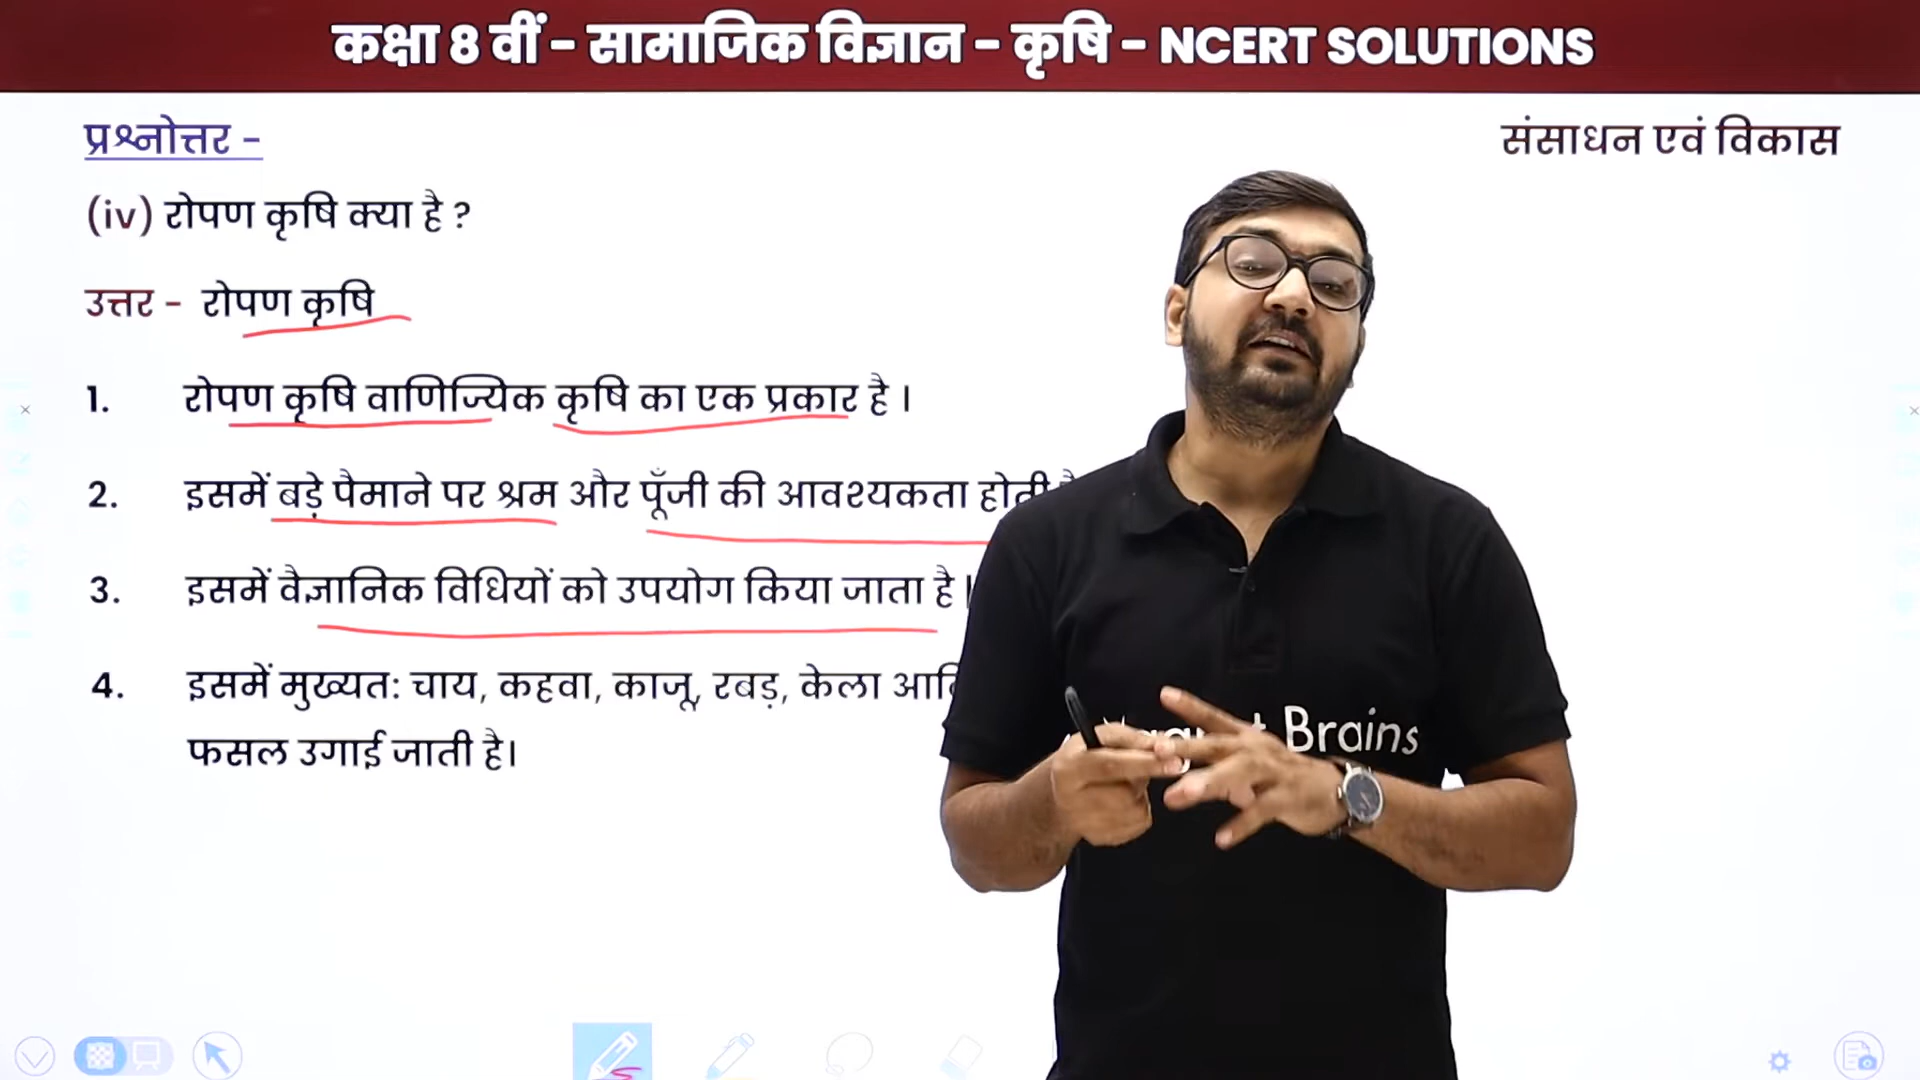 कक्षा 8 वीं - सामाजिक विज्ञान - कृषि - NCERT SOLUTIONS
प्रश्नोत्तर -
संसाधन एवं विकास
(iv) रोपण कृषि क्या है ?
उत्तर - रोपण कृषि
1. रोपण कृषि वाणिज्यिक कृषि का एक प्रकार है ।
2. इसमें बड़े पैमाने पर श्रम और पूँजी की आवश्यकता होती
3. इसमें वैज्ञानिक विधियों को उपयोग किया जाता है ।
4. इसमें मुख्यत: चाय, कहवा, काजू, रबड़, केला
फसल उगाई जाती है।
Brains